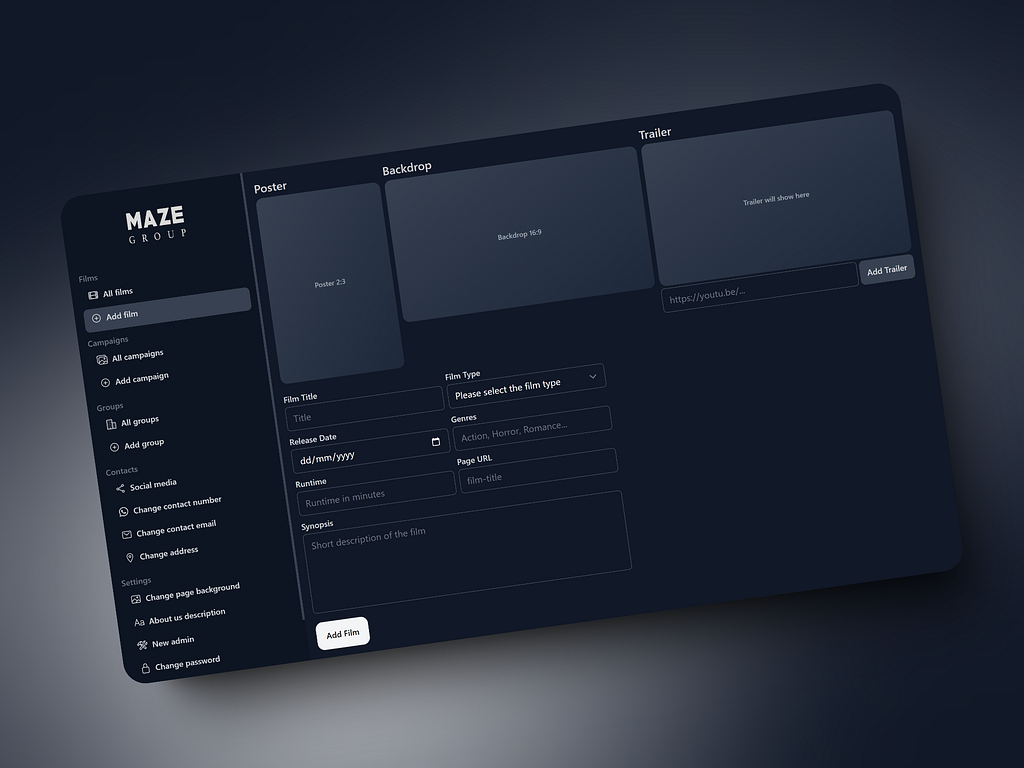 MAZE
GROUP
Films
All films
Add film
Campaigns
All campaigns
Add campaign
Groups
All groups
Add group
Contacts
Social media
Change contact number
Change contact email
Change address
Settings
Change page background
Aa About us description
New admin
Change password
Poster
Poster 2:3
Backdrop
Backdrop 16:9
Trailer
Trailer will show here
https://youtu.be/...
Add Trailer
Film Title
Title
Film Type
Please select the film type
Release Date
dd/mm/yyyy
Genres
Action, Horror, Romance...
Runtime
Runtime in minutes
Page URL
film-title
Synopsis
Short description of the film
Add Film